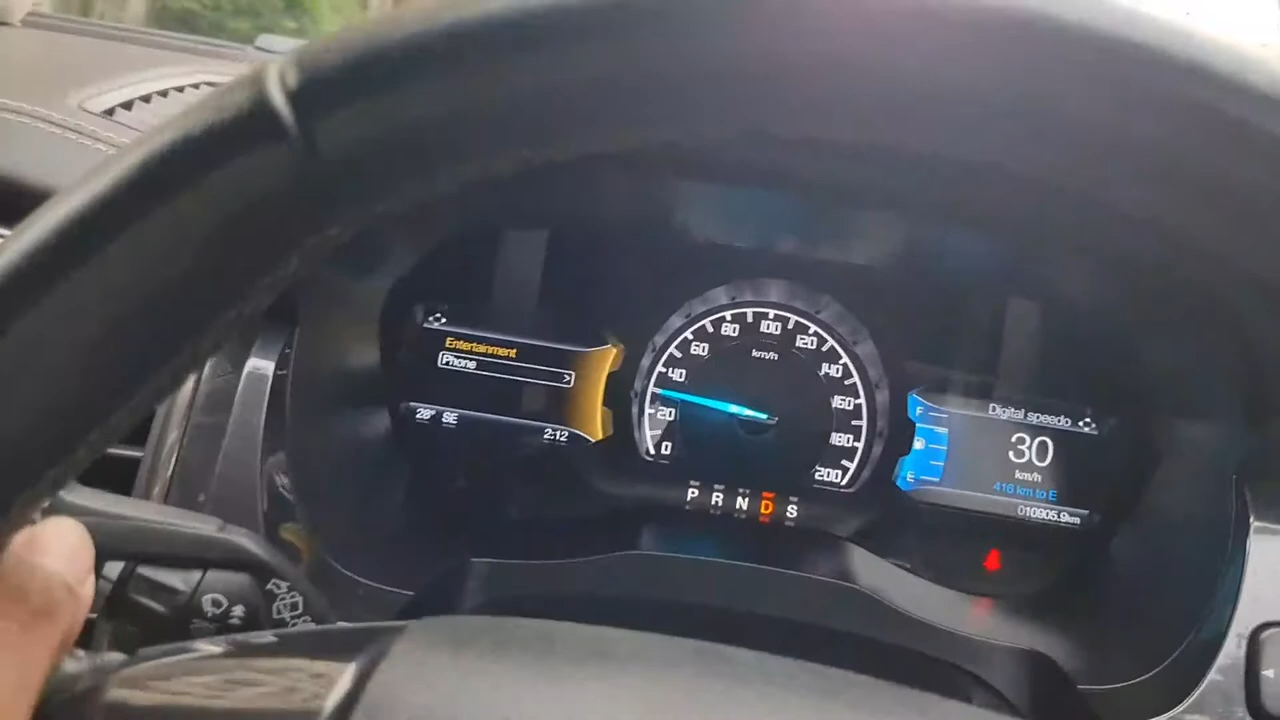 Entertainment
Phone >
28° SE
2:12
0 20 40 60 80 100 120 140 160 180 200
km/h
P R N D S
F
E
Digital speedo
30
km/h
416 km to E
010905.9km